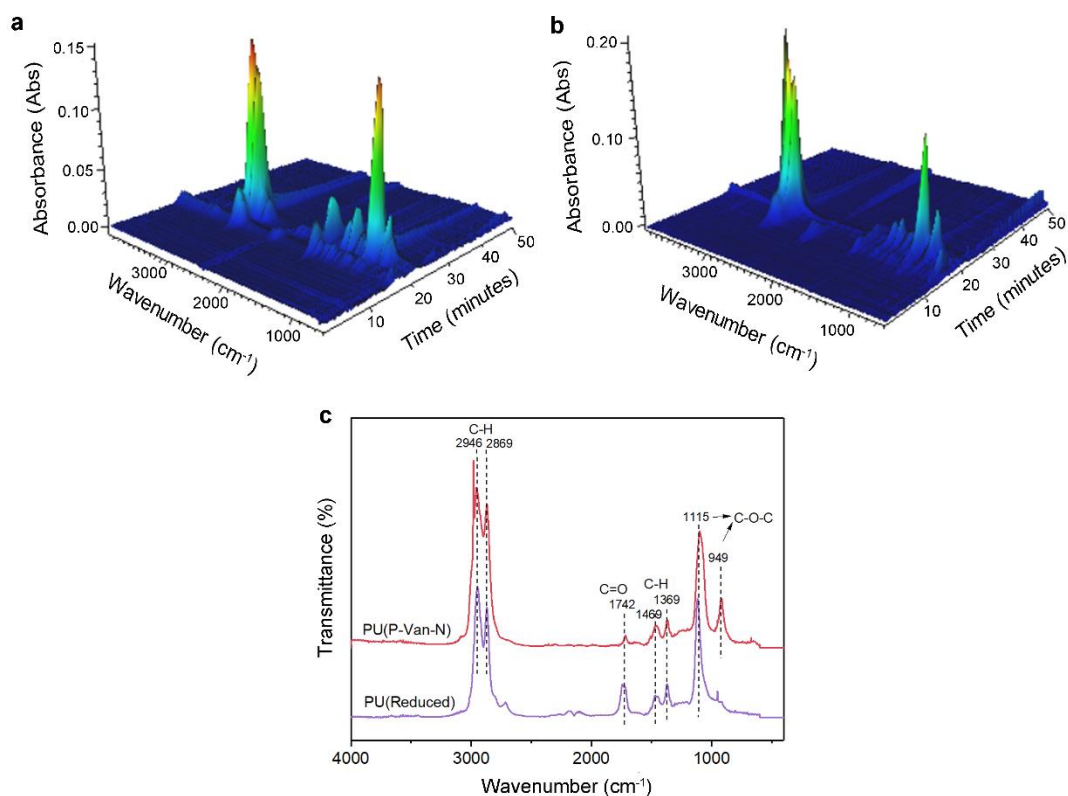 a
0.15
0.10
0.05
0.00
Absorbance (Abs)
3000
2000
1000
Wavenumber (cm⁻¹)
10
20
30
40
50
Time (minutes)
b
0.20
0.10
0.00
Absorbance (Abs)
3000
2000
1000
Wavenumber (cm⁻¹)
10
20
30
40
50
Time (minutes)
c
C-H
2946 2869
1115 C-O-C
949
C=O
1742
C-H
1469 1369
PU(P-Van-N)
PU(Reduced)
Transmittance (%)
4000 3000 2000 1000
Wavenumber (cm⁻¹)